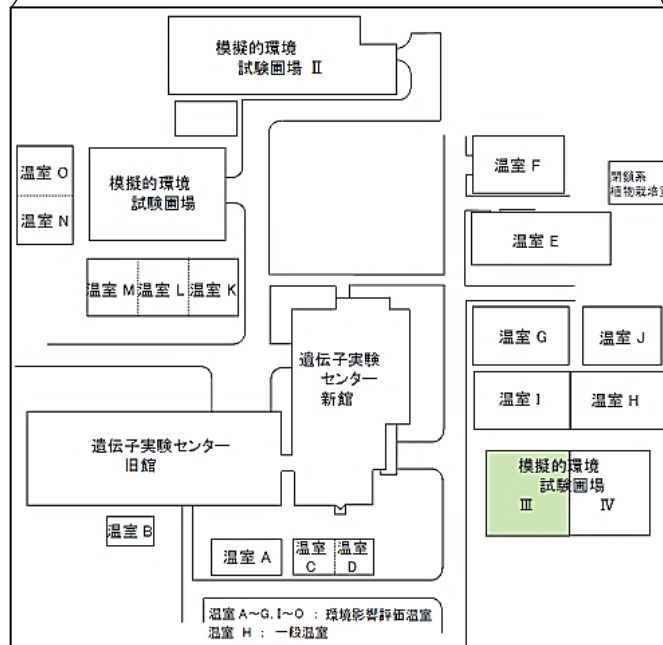 模擬的環境
試験圃場 Ⅱ
温室 O
温室 N
模擬的環境
試験圃場
温室 F
閉鎖系
植物栽培室
温室 E
温室 M
温室 L
温室 K
遺伝子実験
センター
新館
温室 G
温室 J
温室 I
温室 H
遺伝子実験センター
旧館
模擬的環境
試験圃場
Ⅲ
Ⅳ
温室 B
温室 A
温室
C
温室
D
温室 A～G, I～O : 環境影響評価温室
温室 H : 一般温室